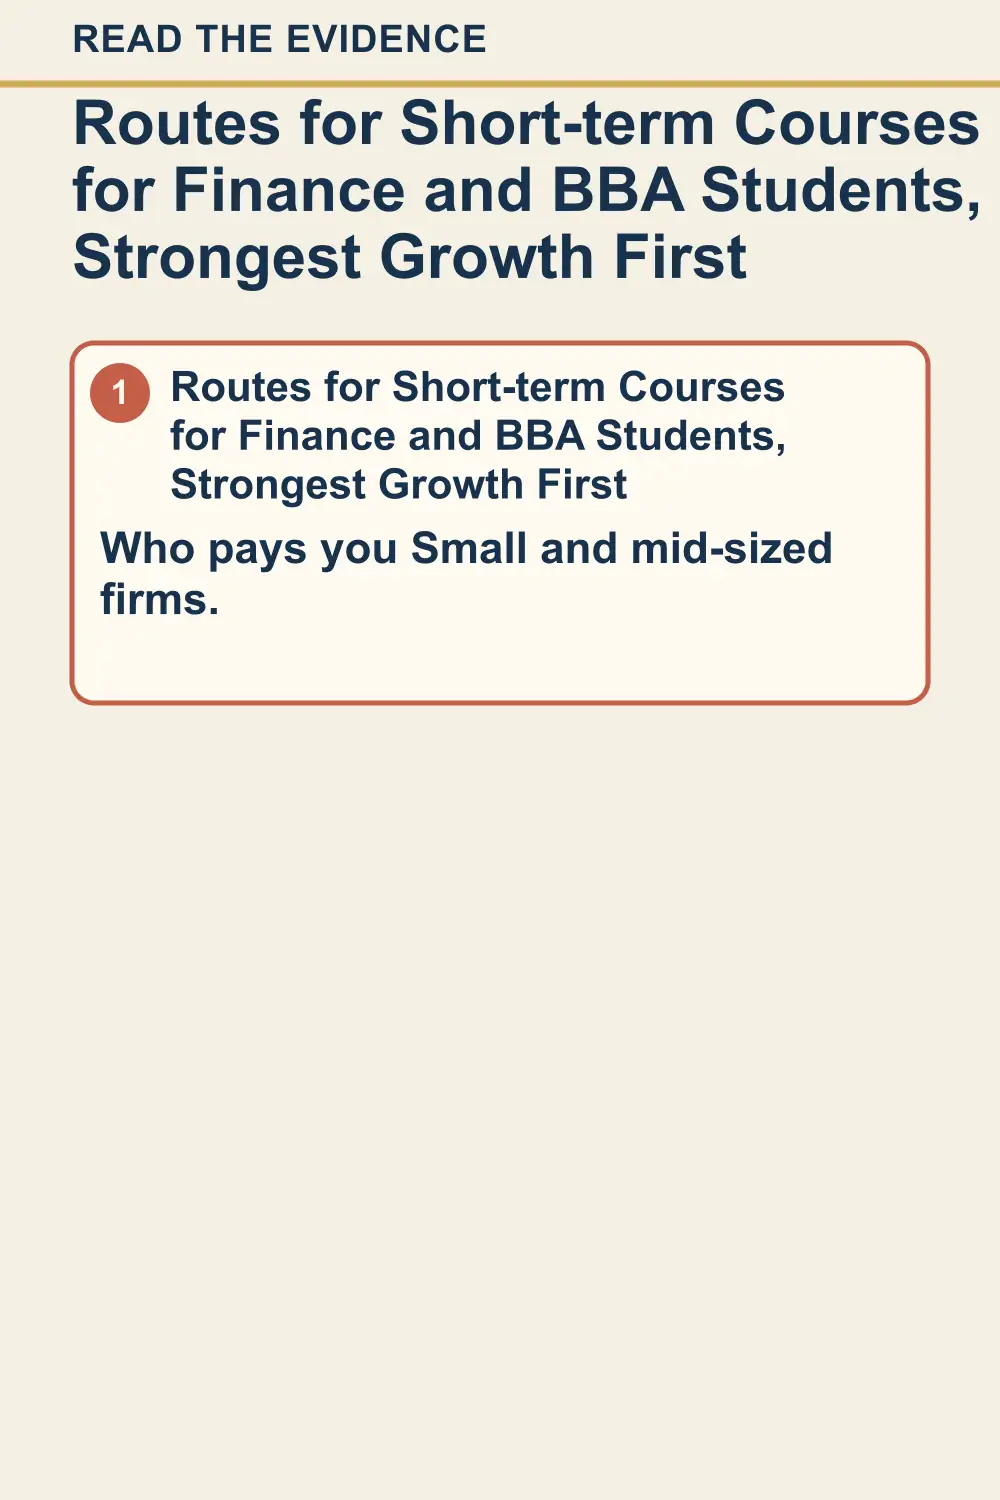 READ THE EVIDENCE
Routes for Short-term Courses
for Finance and BBA Students,
Strongest Growth First
1
Routes for Short-term Courses
for Finance and BBA Students,
Strongest Growth First
Who pays you Small and mid-sized
firms.